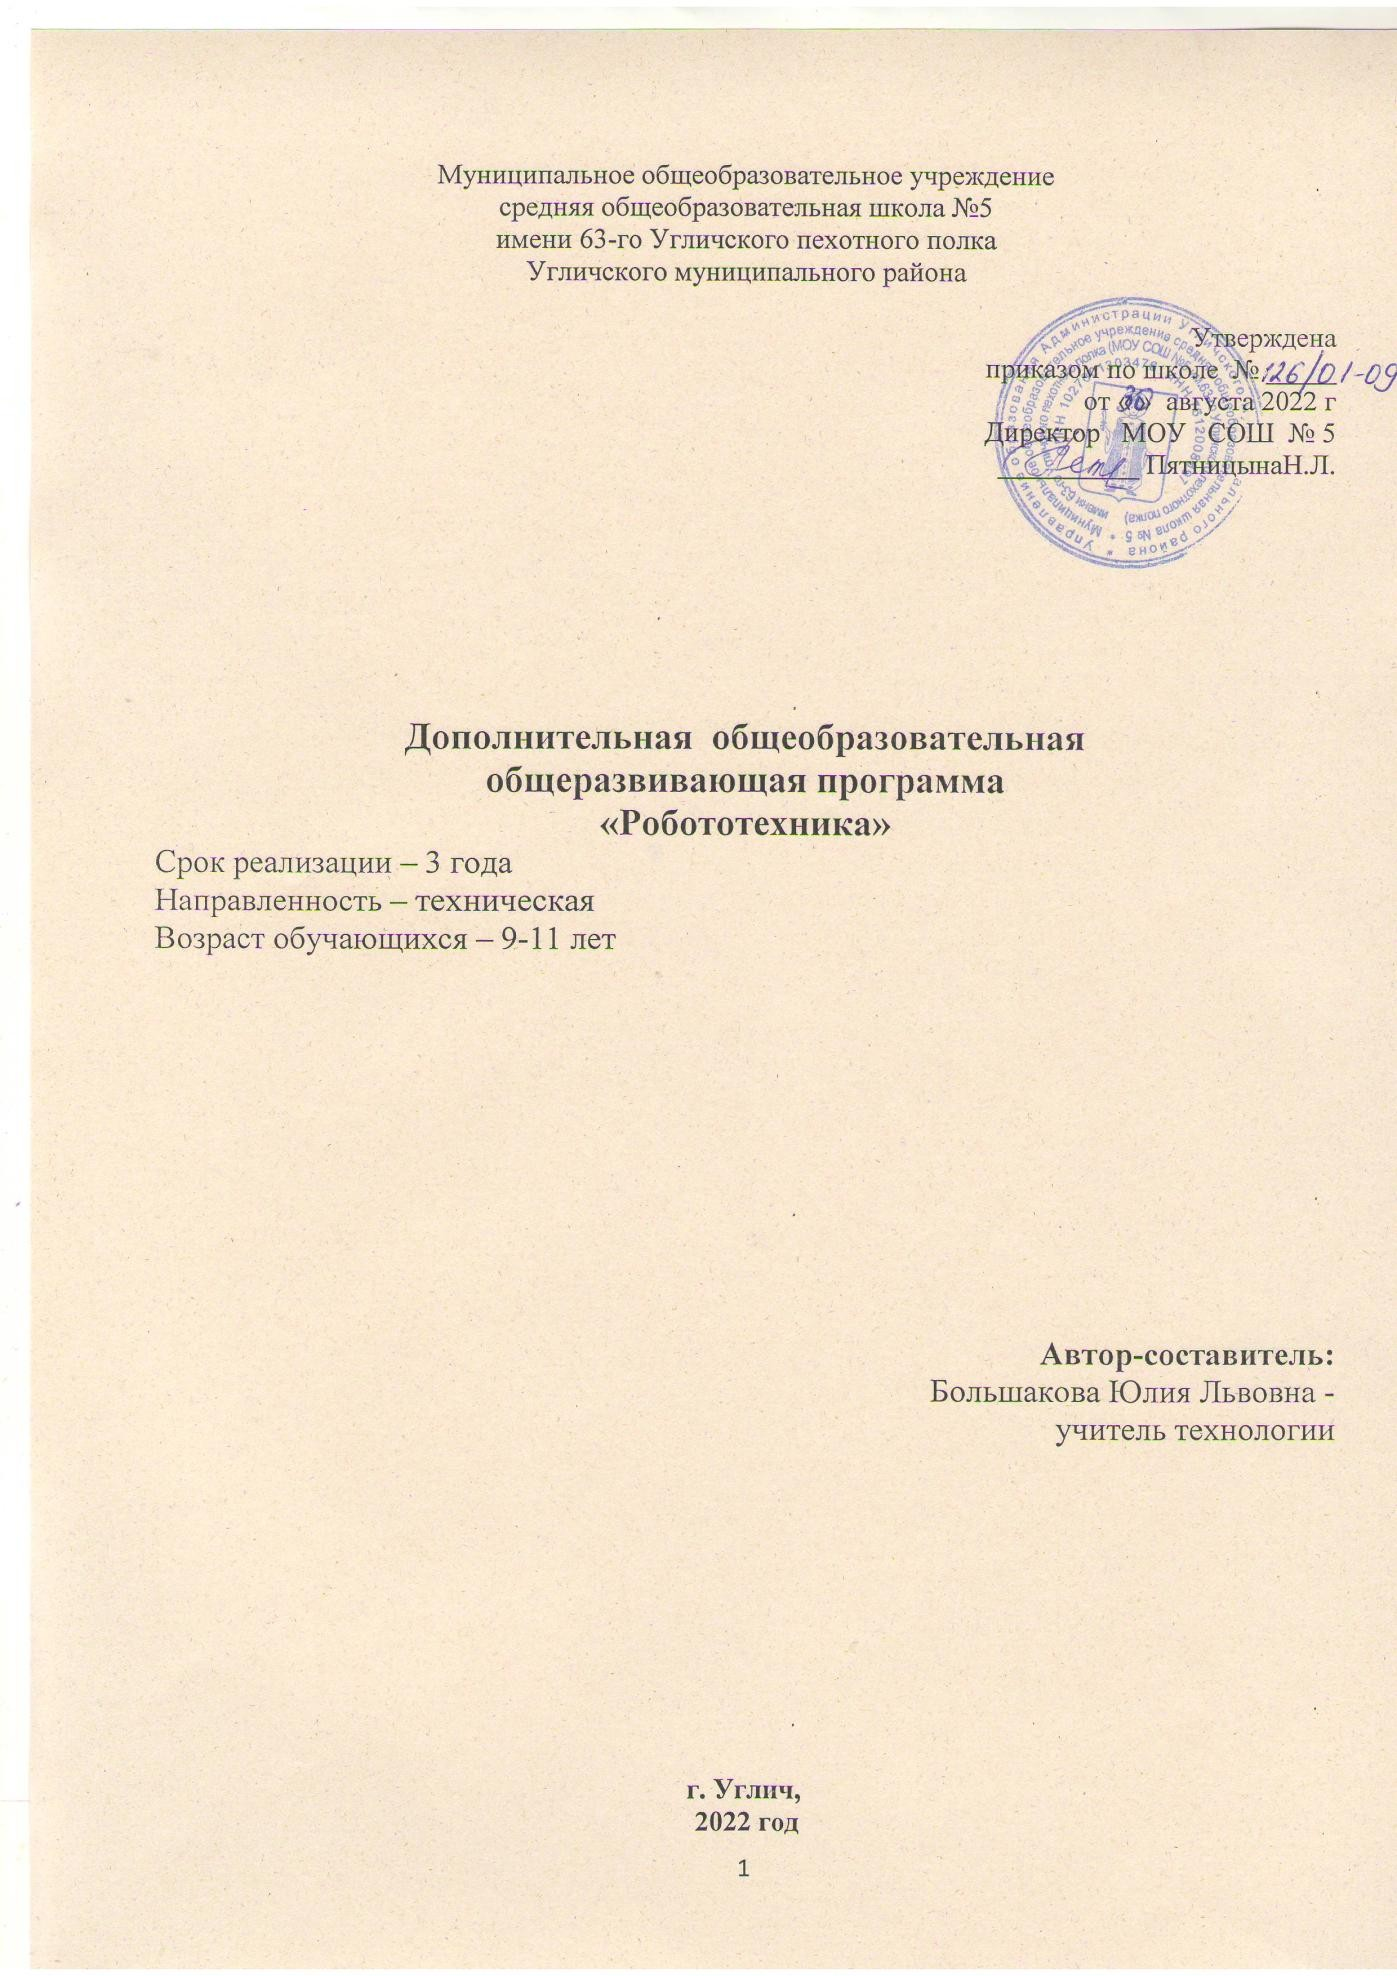 Муниципальное общеобразовательное учреждение
средняя общеобразовательная школа №5
имени 63-го Угличского пехотного полка
Угличского муниципального района
Утверждена
приказом по школе № 126/01-09
от «30» августа 2022 г
Директор МОУ СОШ № 5
ПятницынаН.Л.
Дополнительная общеобразовательная
общеразвивающая программа
«Робототехника»
Срок реализации – 3 года
Направленность – техническая
Возраст обучающихся – 9-11 лет
Автор-составитель:
Большакова Юлия Львовна -
учитель технологии
г. Углич,
2022 год
1